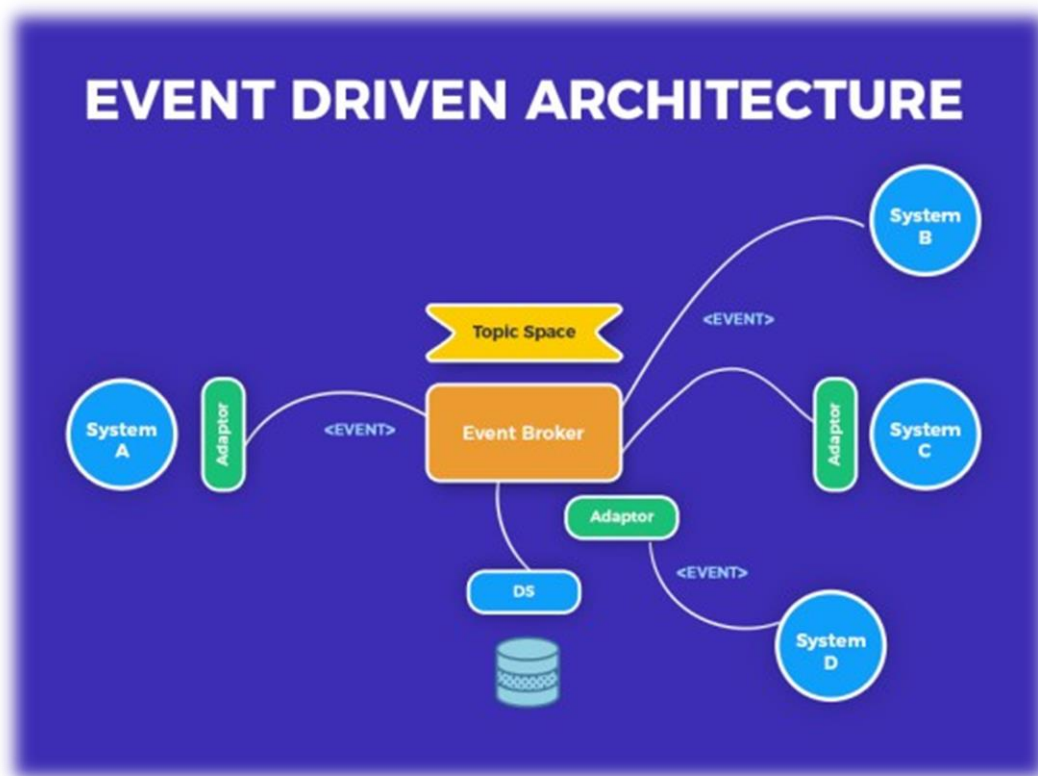 EVENT DRIVEN ARCHITECTURE
System
B
<EVENT>
Topic Space
System
A
Adaptor
<EVENT>
Event Broker
Adaptor
System
C
Adaptor
<EVENT>
DS
System
D